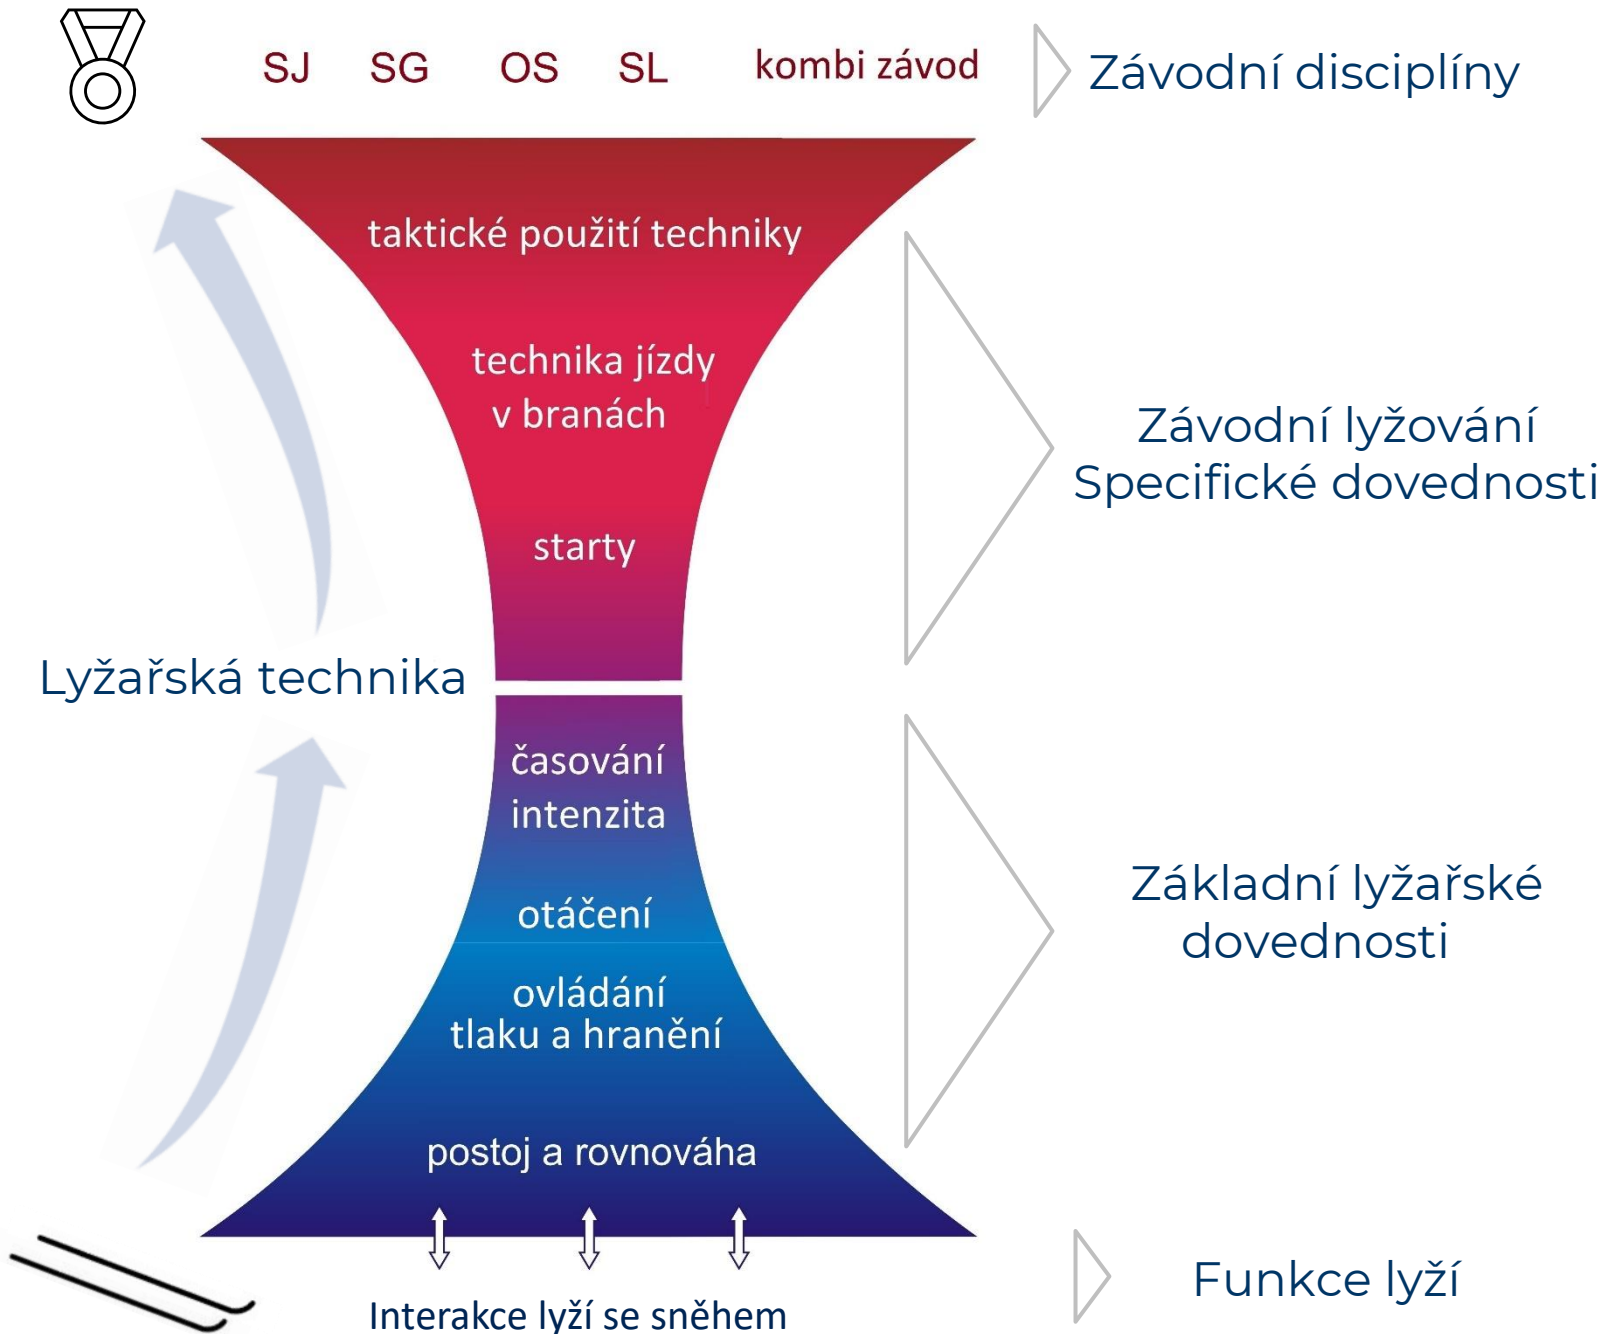 SJ SG OS SL kombi závod
Závodní disciplíny
taktické použití techniky
technika jízdy
v branách
starty
Závodní lyžování
Specifické dovednosti
Lyžařská technika
časování
intenzita
otáčení
ovládání
tlaku a hranění
postoj a rovnováha
Základní lyžařské
dovednosti
Interakce lyží se sněhem
Funkce lyží